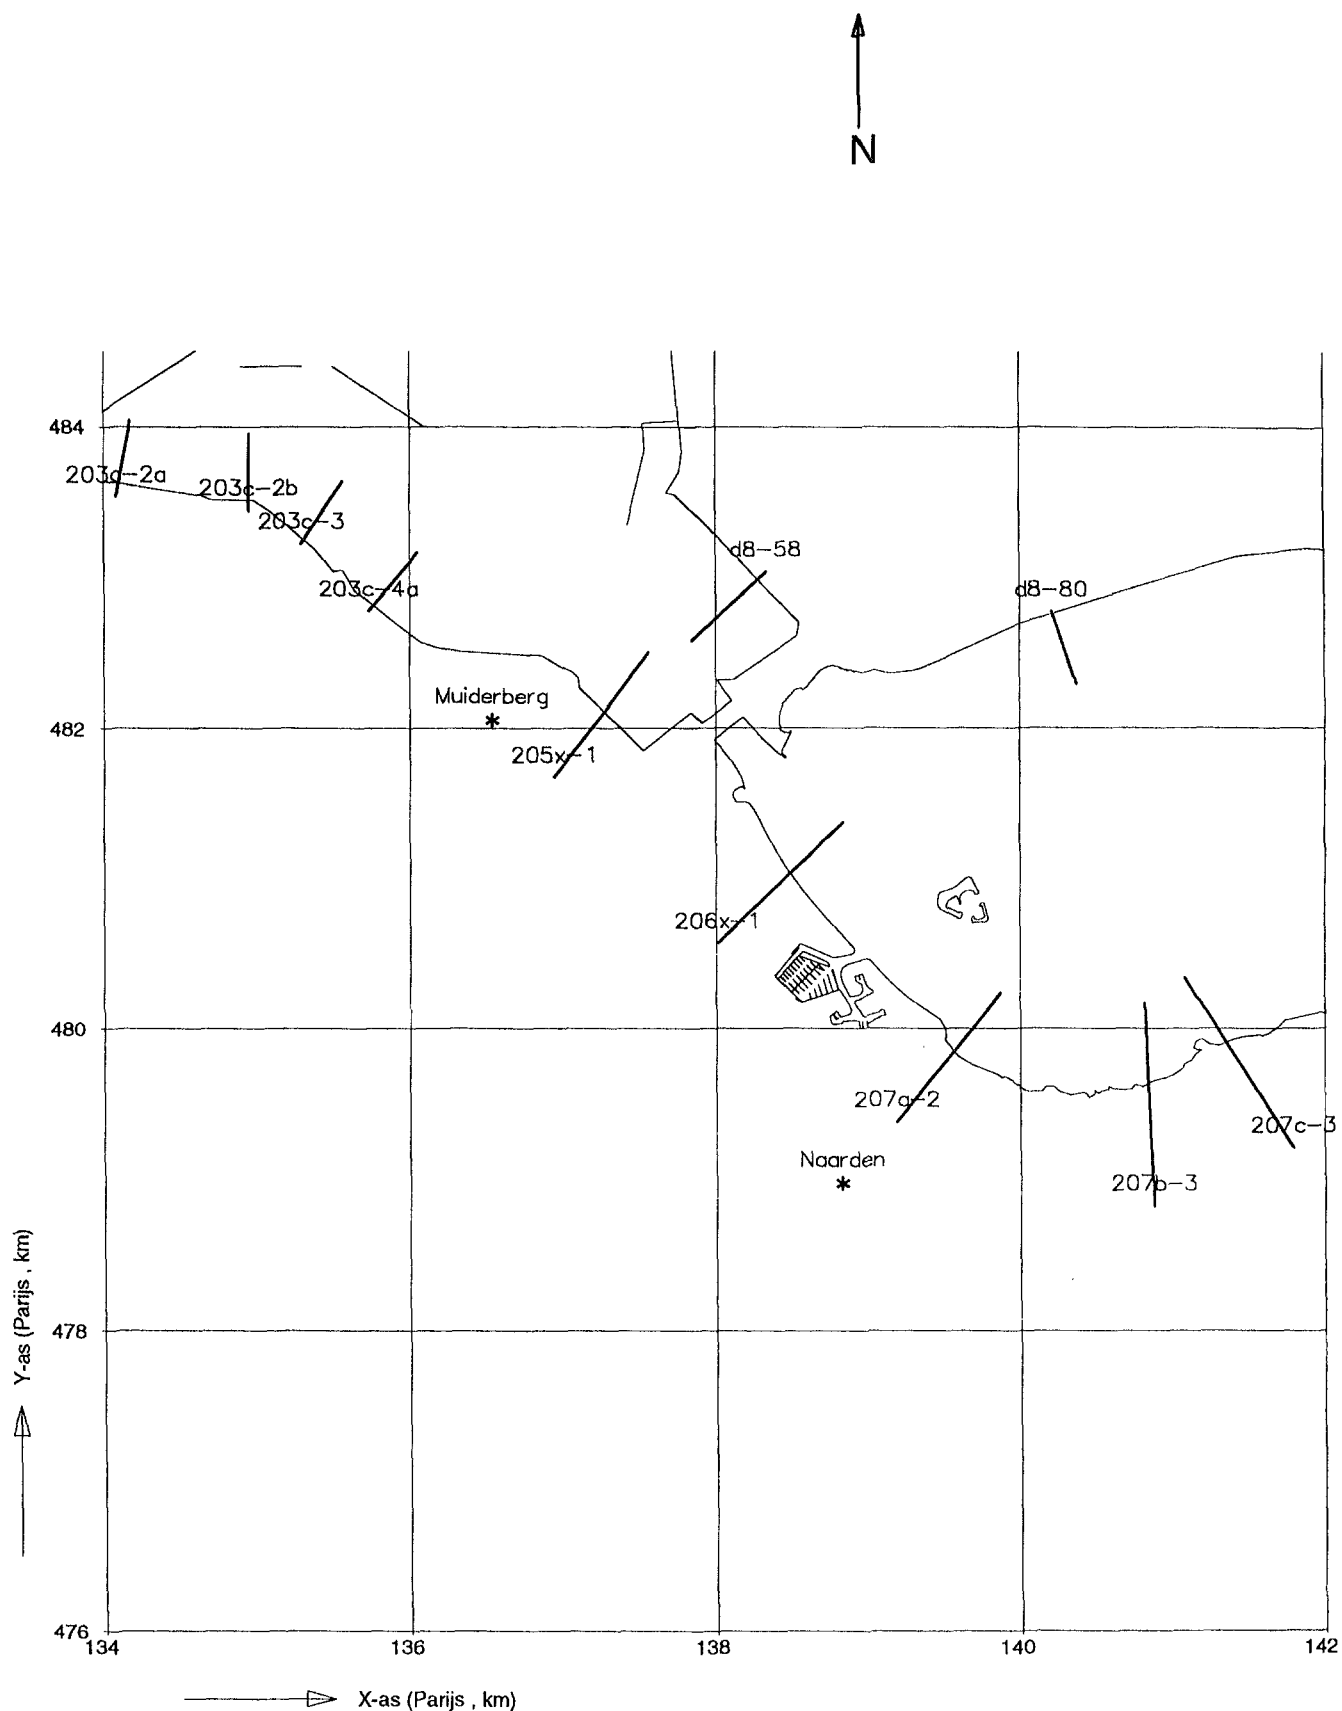 N
484
203c-2a
203c-2b
203c-3
d8-58
203c-4a
d8-80
Muiderberg
482
205x-1
206x-1
480
207a-2
207c-3
Naarden
207b-3
Y-as (Parijs , km)
478
476
134
136
138
140
142
X-as (Parijs , km)